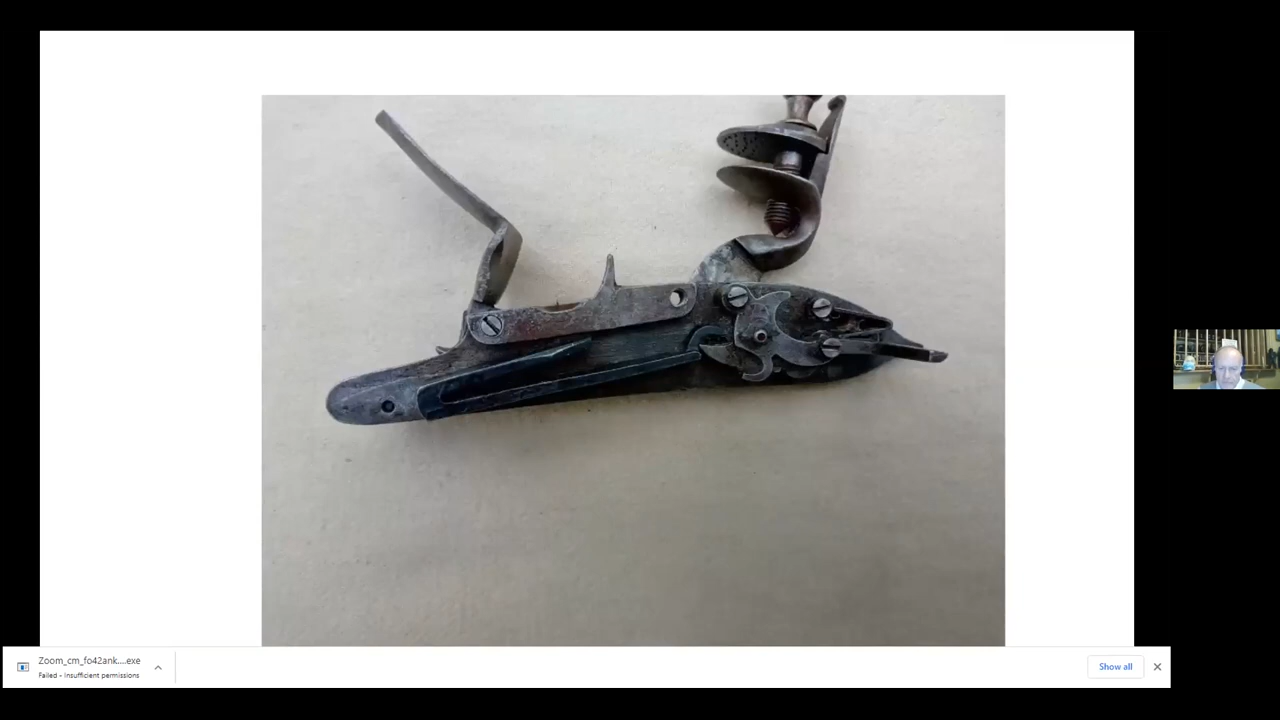 Zoom_cm_fo42ank....exe
Failed - Insufficient permissions
Show all